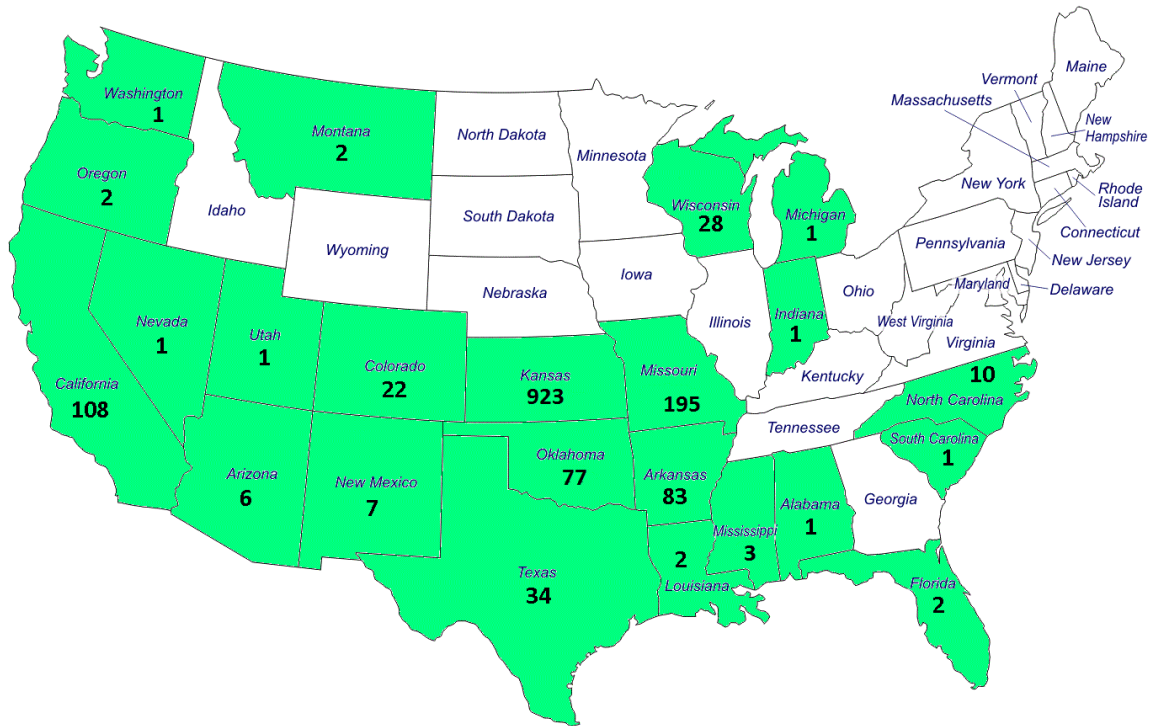 Washington
1
Oregon
2
California
108
Nevada
1
Idaho
Montana
2
Wyoming
Utah
1
Colorado
22
Arizona
6
New Mexico
7
North Dakota
South Dakota
Nebraska
Kansas
923
Oklahoma
77
Texas
34
Minnesota
Iowa
Missouri
195
Arkansas
83
2
Louisiana
Wisconsin
28
Illinois
Michigan
1
Indiana
1
Ohio
Kentucky
Tennessee
Mississippi
3
Alabama
1
Georgia
Florida
2
South Carolina
1
10
North Carolina
West Virginia
Virginia
Maryland
Delaware
Pennsylvania
New Jersey
New York
Connecticut
Rhode
Island
Massachusetts
Vermont
New
Hampshire
Maine